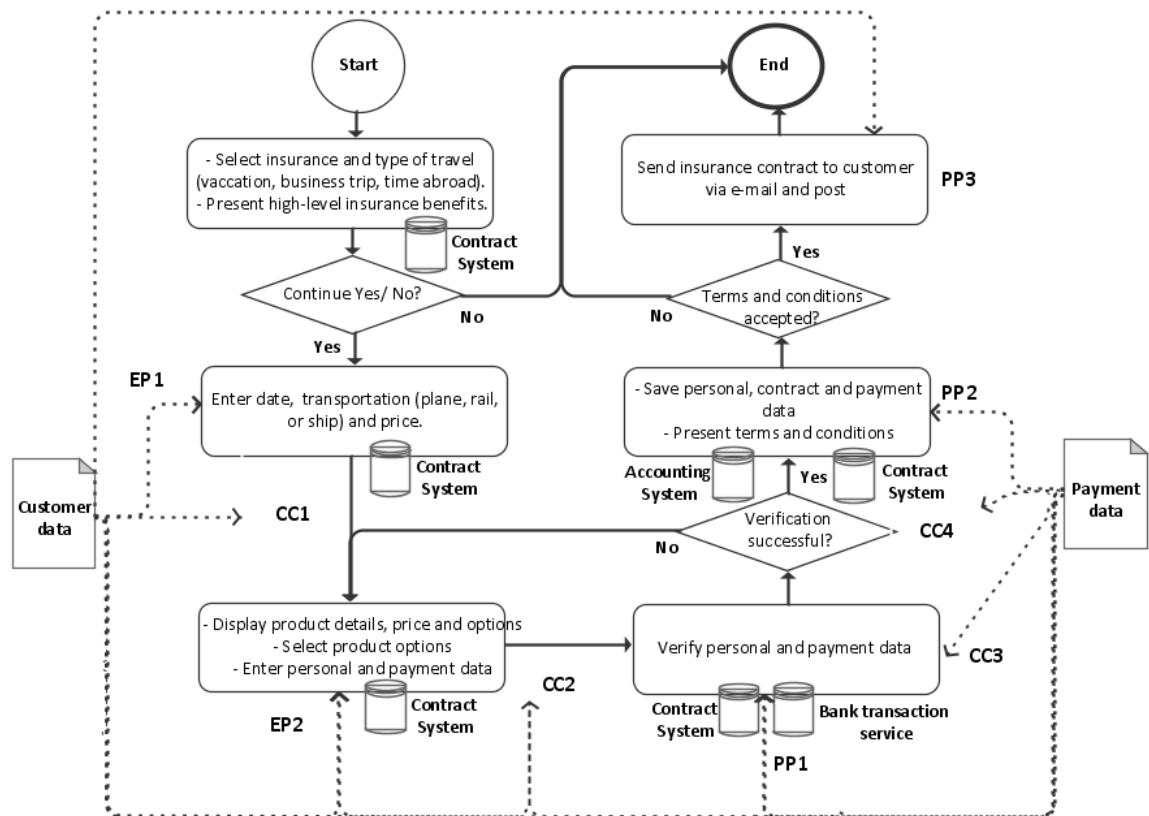 Start
End
- Select insurance and type of travel
(vaccation, business trip, time abroad).
- Present high-level insurance benefits.
Contract
System
Send insurance contract to customer
via e-mail and post
PP3
Yes
Continue Yes/ No?
No
Terms and conditions
accepted?
No
Yes
EP1
Enter date, transportation (plane, rail,
or ship) and price.
Contract
System
- Save personal, contract and payment
data
- Present terms and conditions
PP2
Accounting
System
Yes
Contract
System
Customer
data
CC1
Payment
data
Verification
successful?
No
CC4
- Display product details, price and options
- Select product options
- Enter personal and payment data
Contract
System
EP2
CC2
Verify personal and payment data
CC3
Contract
System
Bank transaction
service
PP1